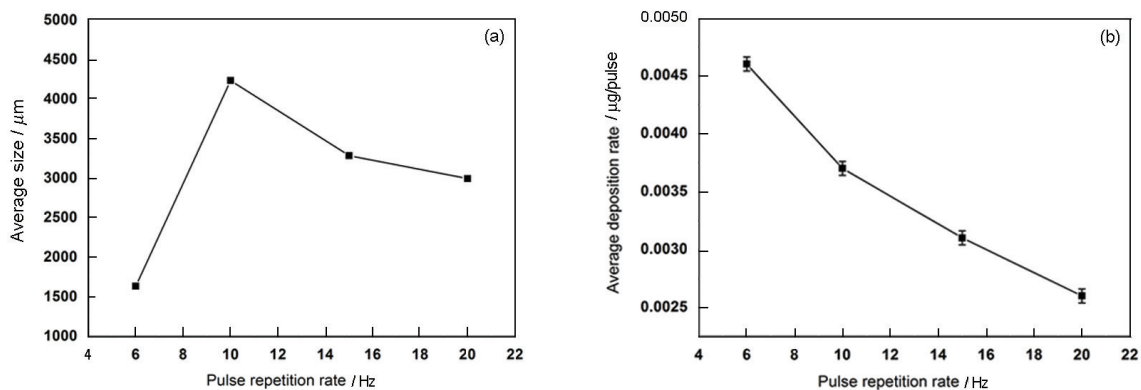 5000
4500
4000
3500
3000
2500
2000
1500
1000
Average size / μm
(a)
4 6 8 10 12 14 16 18 20 22
Pulse repetition rate / Hz
0.0050
0.0045
0.0040
0.0035
0.0030
0.0025
Average deposition rate / μg/pulse
(b)
4 6 8 10 12 14 16 18 20 22
Pulse repetition rate / Hz